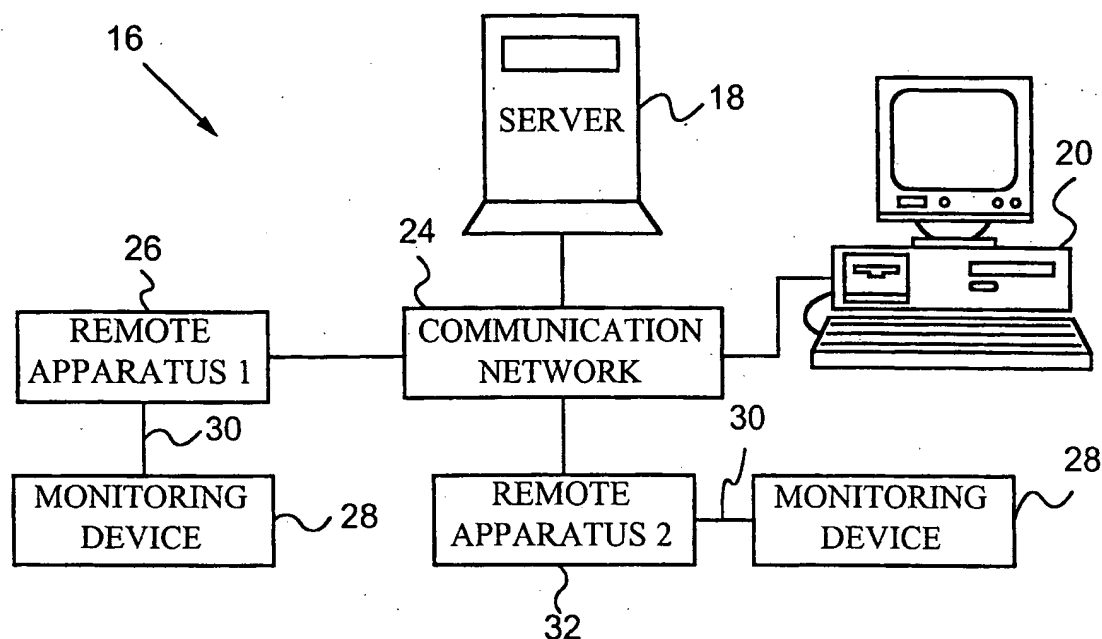 16
SERVER
18
20
24
26
REMOTE
APPARATUS 1
COMMUNICATION
NETWORK
30
30
MONITORING
DEVICE
28
REMOTE
APPARATUS 2
MONITORING
DEVICE
28
32